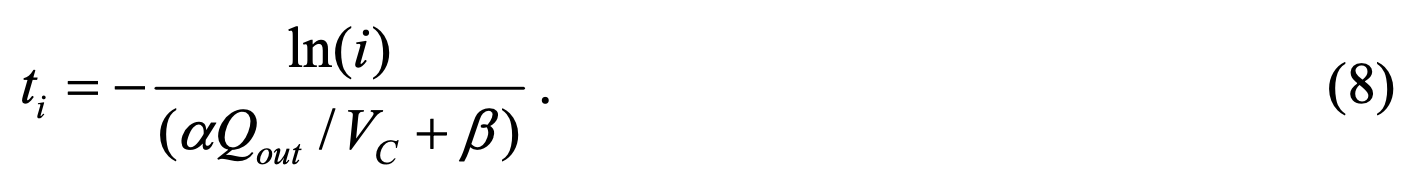 t_i = - ln(i) / (αQ_out / V_C + β) . (8)